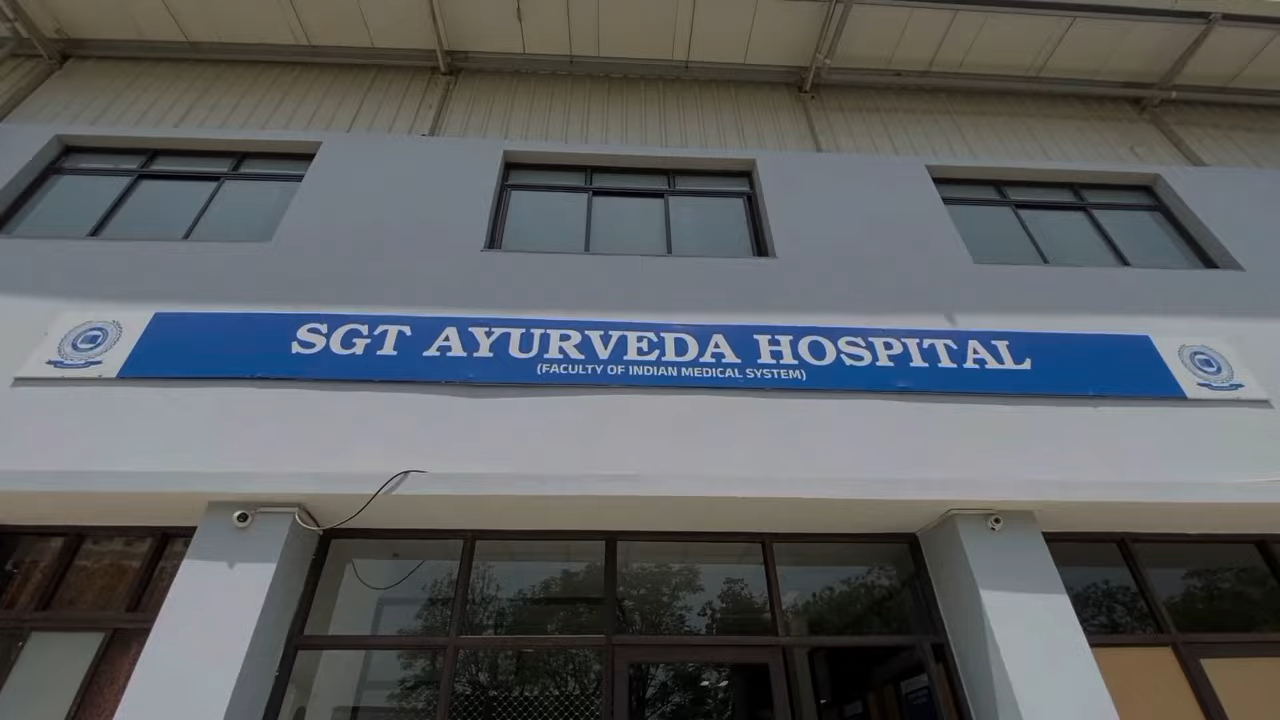 SGT AYURVEDA HOSPITAL
(FACULTY OF INDIAN MEDICAL SYSTEM)